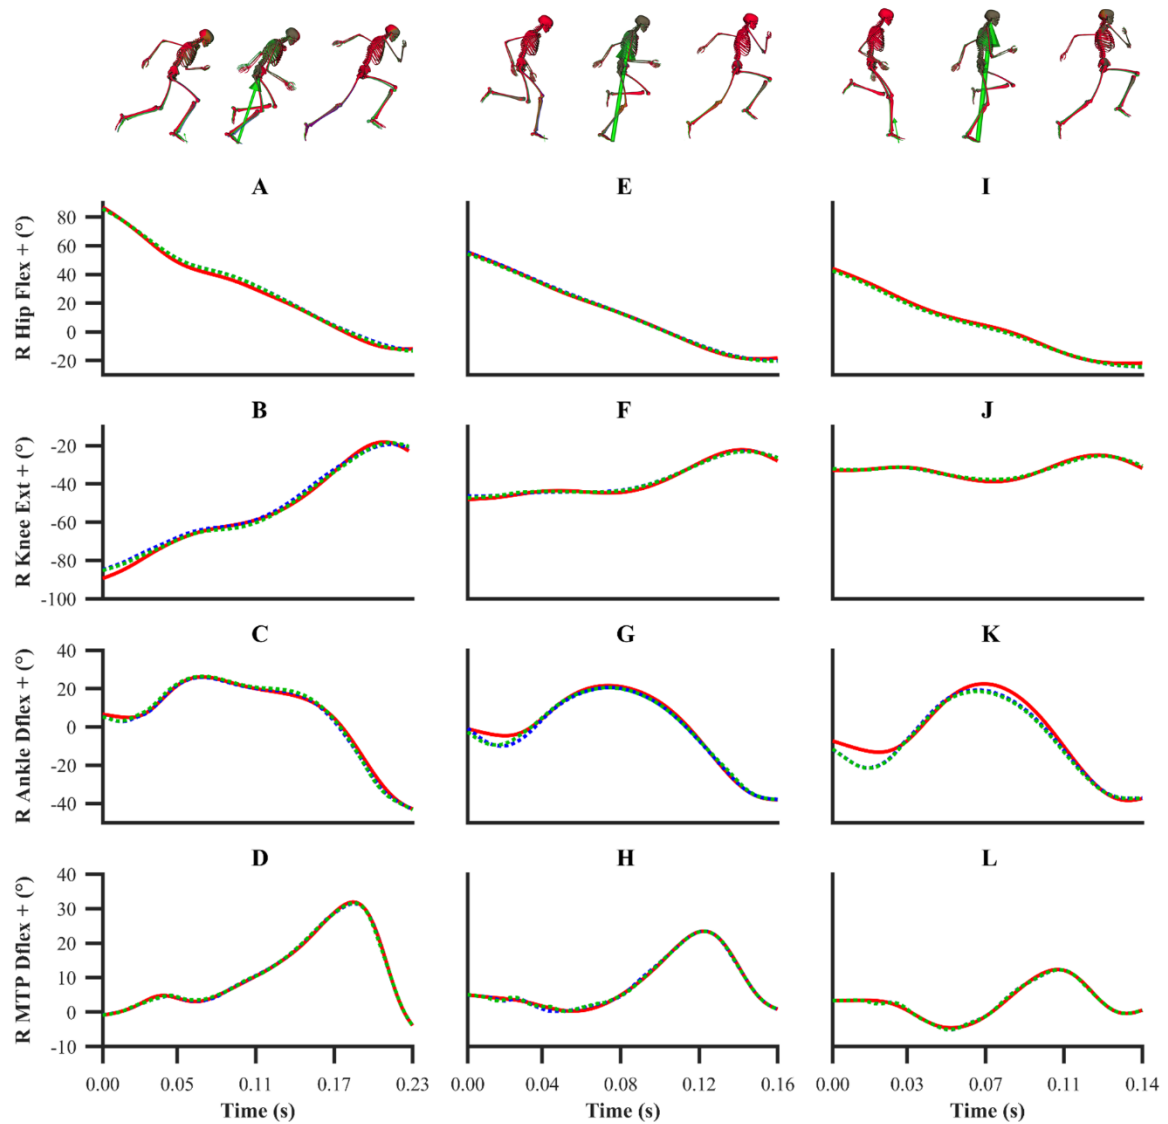 A E I
R Hip Flex + (°)
80
60
40
20
0
-20
B F J
R Knee Ext + (°)
-20
-40
-60
-80
-100
C G K
R Ankle Dflex + (°)
40
20
0
-20
-40
D H L
R MTP Dflex + (°)
40
30
20
10
0
-10
0.00 0.05 0.11 0.17 0.23 0.00 0.04 0.08 0.12 0.16 0.00 0.03 0.07 0.11 0.14
Time (s) Time (s) Time (s)